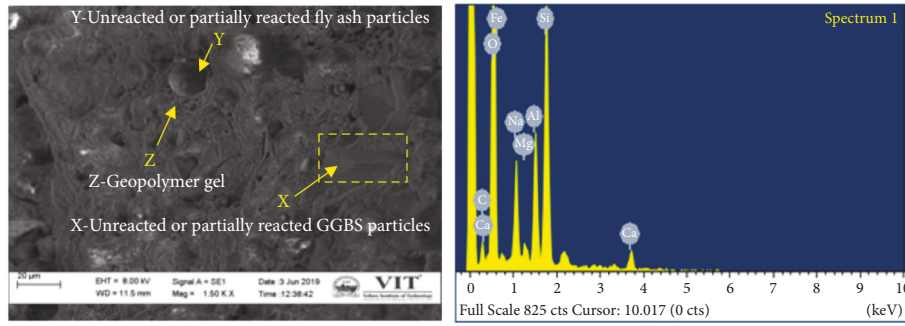 Y-Unreacted or partially reacted fly ash particles
Y
Z
Z-Geopolymer gel
X
X-Unreacted or partially reacted GGBS particles
20 μm
EHT = 8.00 kV
Signal A = SE1
Date :3 Jun 2019
WD = 11.5 mm
Mag = 1.50 K X
Time :12:38:42
VIT
Spectrum 1
Fe
Si
O
Na
Al
Mg
C
Ca
Ca
0 1 2 3 4 5 6 7 8 9 10
Full Scale 825 cts Cursor: 10.017 (0 cts)
(keV)